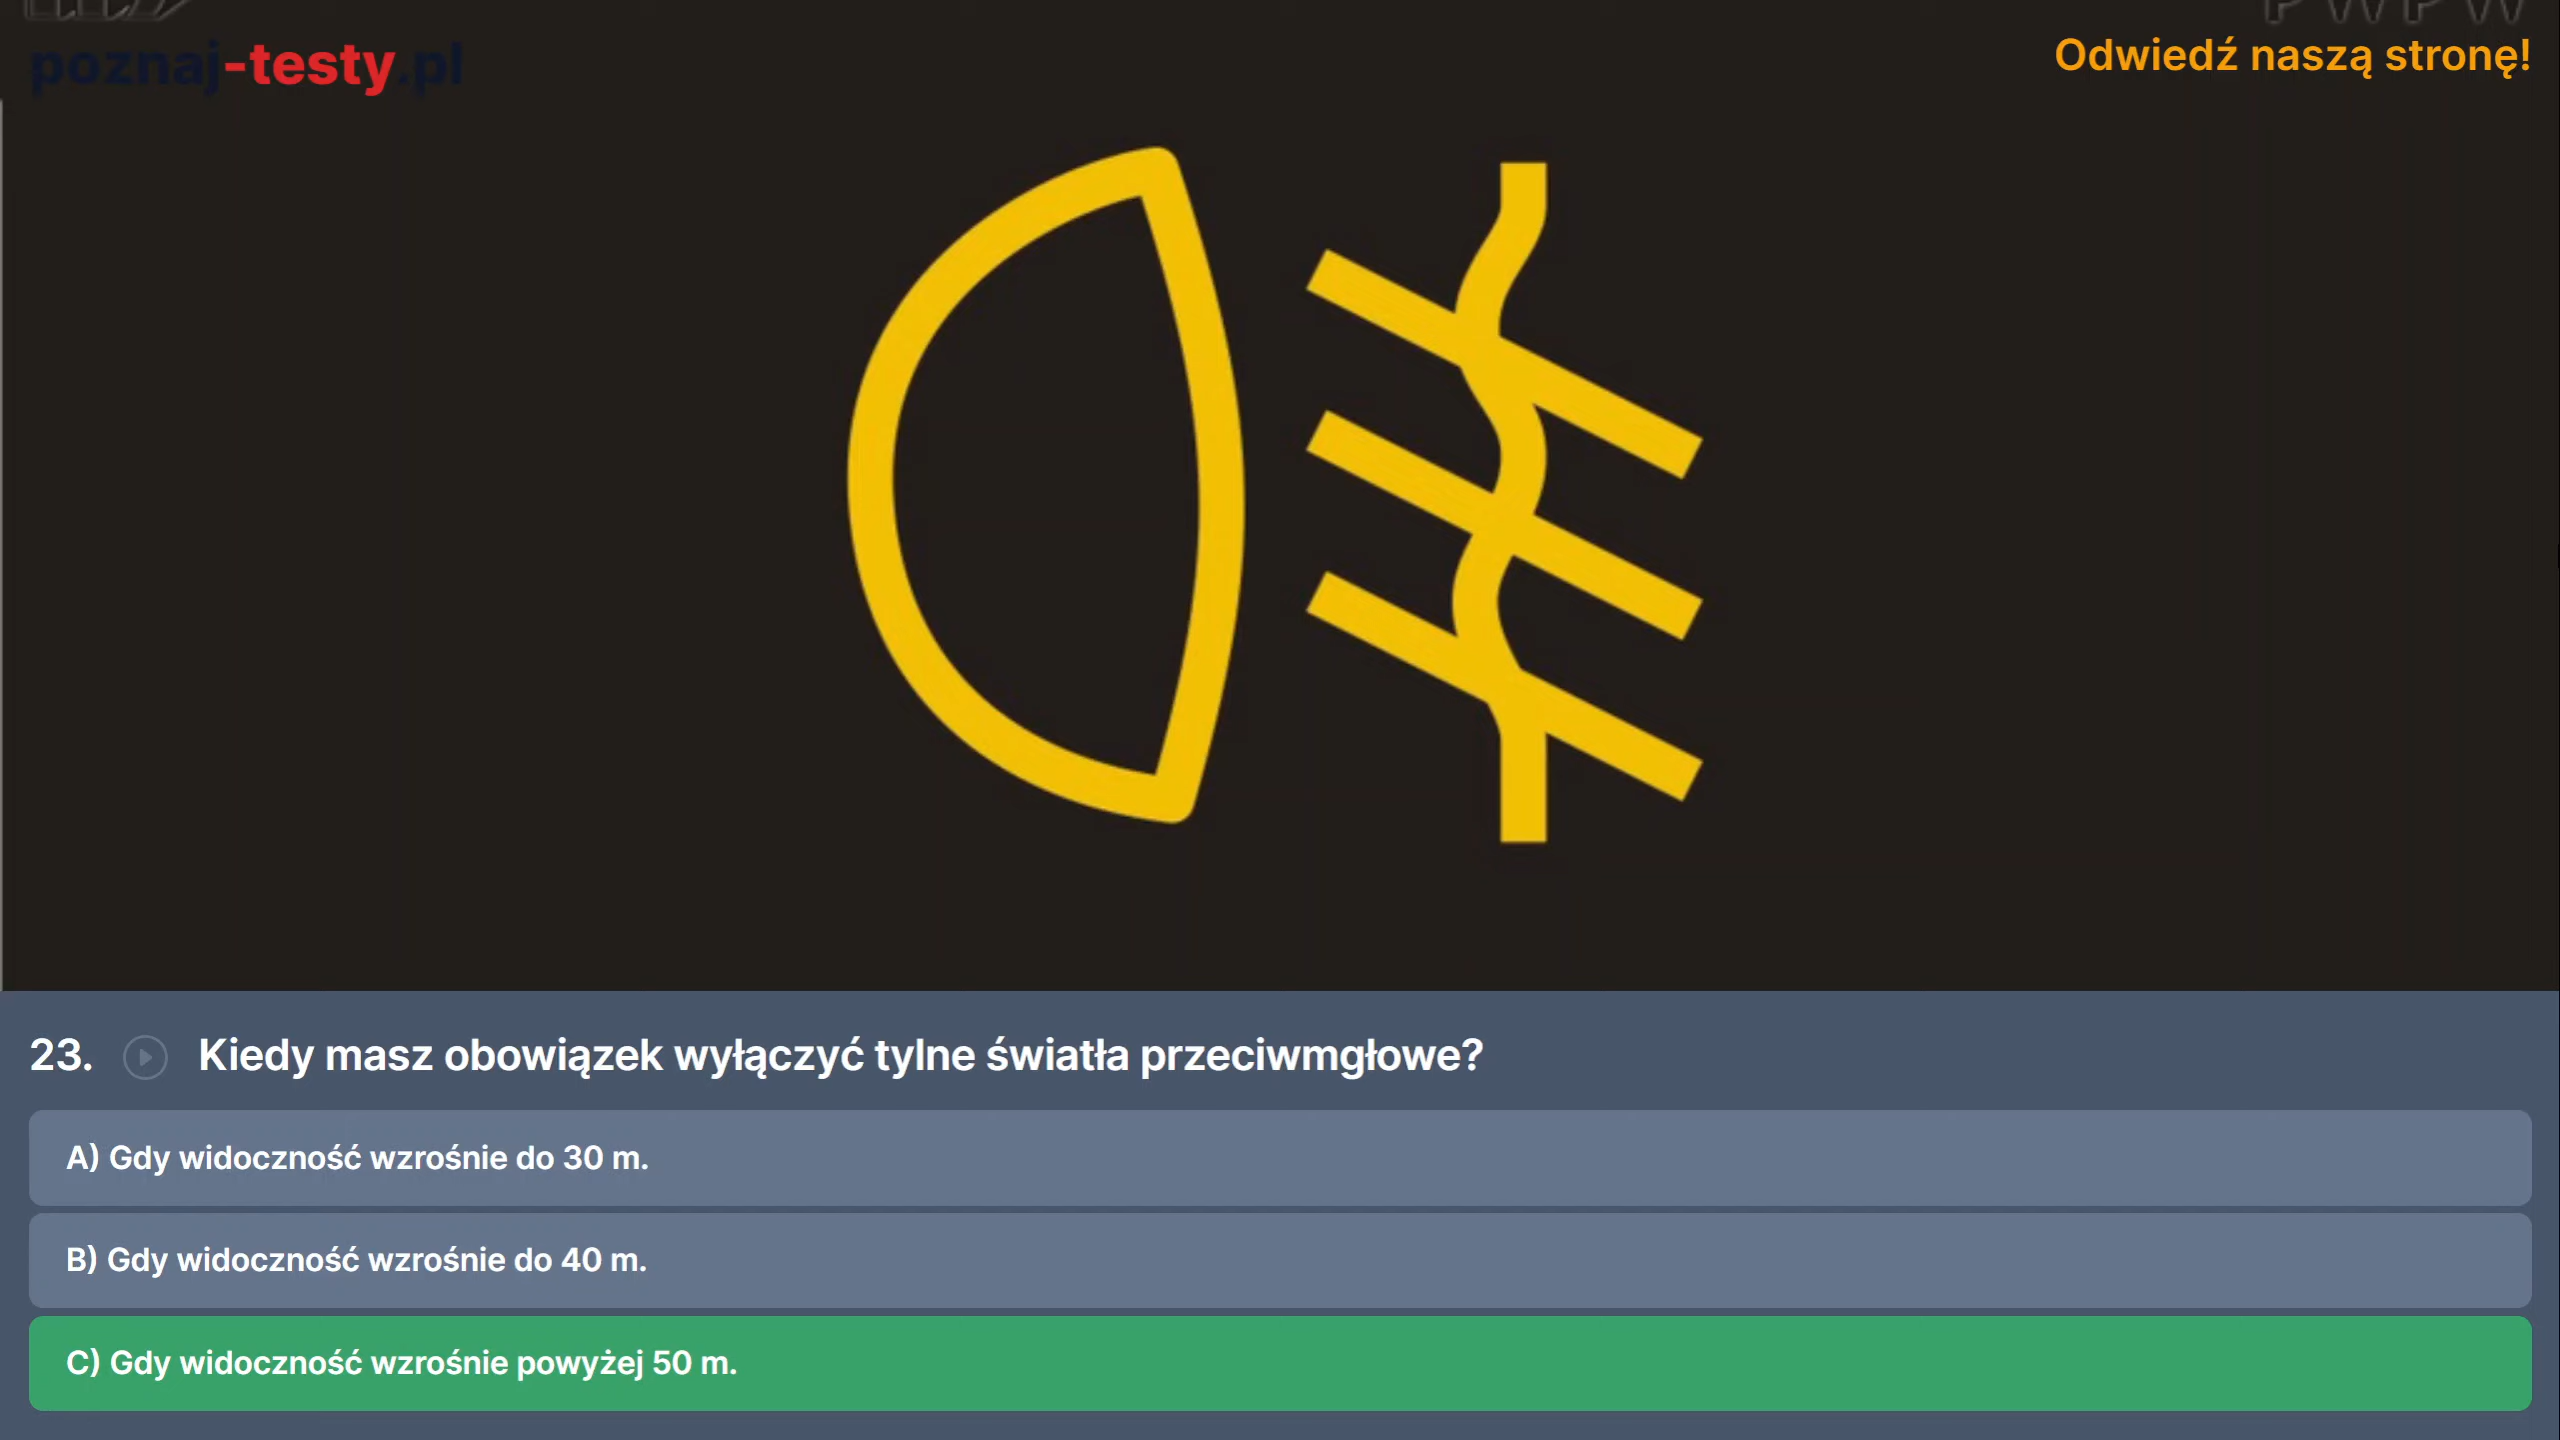 poznaj-testy.pl
Odwiedź naszą stronę!
23. Kiedy masz obowiązek wyłączyć tylne światła przeciwmgłowe?
A) Gdy widoczność wzrośnie do 30 m.
B) Gdy widoczność wzrośnie do 40 m.
C) Gdy widoczność wzrośnie powyżej 50 m.